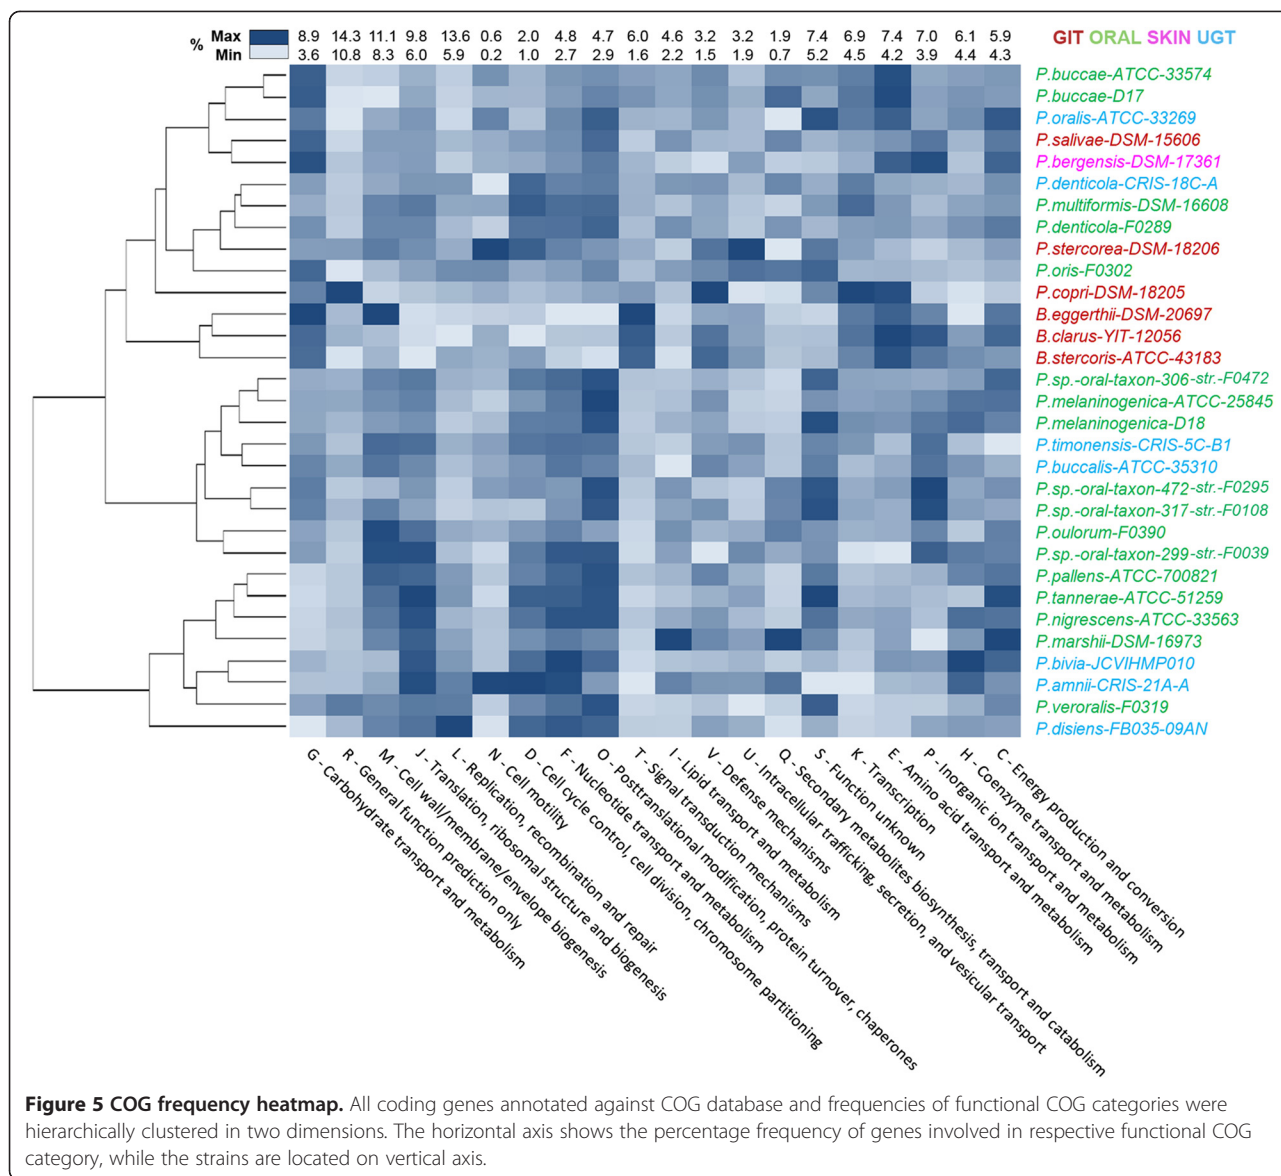 % Max 8.9 14.3 11.1 9.8 13.6 0.6 2.0 4.8 4.7 6.0 4.6 3.2 3.2 1.9 7.4 6.9 7.4 7.0 6.1 5.9
Min 3.6 10.8 8.3 6.0 5.9 0.2 1.0 2.7 2.9 1.6 2.2 1.5 1.9 0.7 5.2 4.5 4.2 3.9 4.4 4.3
GIT ORAL SKIN UGT
P.buccae-ATCC-33574
P.buccae-D17
P.oralis-ATCC-33269
P.salivae-DSM-15606
P.bergensis-DSM-17361
P.denticola-CRIS-18C-A
P.multiformis-DSM-16608
P.denticola-F0289
P.stercorea-DSM-18206
P.oris-F0302
P.copri-DSM-18205
B.eggerthii-DSM-20697
B.clarus-YIT-12056
B.stercoris-ATCC-43183
P.sp.-oral-taxon-306-str.-F0472
P.melaninogenica-ATCC-25845
P.melaninogenica-D18
P.timonensis-CRIS-5C-B1
P.buccalis-ATCC-35310
P.sp.-oral-taxon-472-str.-F0295
P.sp.-oral-taxon-317-str.-F0108
P.oulorum-F0390
P.sp.-oral-taxon-299-str.-F0039
P.pallens-ATCC-700821
P.tannerae-ATCC-51259
P.nigrescens-ATCC-33563
P.marshii-DSM-16973
P.bivia-JCVIHMP010
P.amnii-CRIS-21A-A
P.veroralis-F0319
P.disiens-FB035-09AN
G - Carbohydrate transport and metabolism
R - General function prediction only
M - Cell wall/membrane/envelope biogenesis
J - Translation, ribosomal structure and biogenesis
L - Replication, recombination and repair
N - Cell motility
D - Cell cycle control, cell division, chromosome partitioning
F - Nucleotide transport and metabolism
O - Posttranslational modification, protein turnover, chaperones
T - Signal transduction mechanisms
I - Lipid transport and metabolism
V - Defense mechanisms
U - Intracellular trafficking, secretion, and vesicular transport
Q - Secondary metabolites biosynthesis, transport and catabolism
S - Function unknown
K - Transcription
E - Amino acid transport and metabolism
P - Inorganic ion transport and metabolism
H - Coenzyme transport and metabolism
C - Energy production and conversion
Figure 5 COG frequency heatmap. All coding genes annotated against COG database and frequencies of functional COG categories were
hierarchically clustered in two dimensions. The horizontal axis shows the percentage frequency of genes involved in respective functional COG
category, while the strains are located on vertical axis.